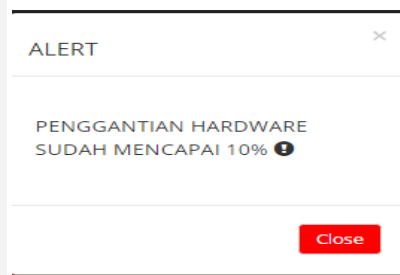 ALERT
×
PENGGANTIAN HARDWARE
SUDAH MENCAPAI 10%
Close